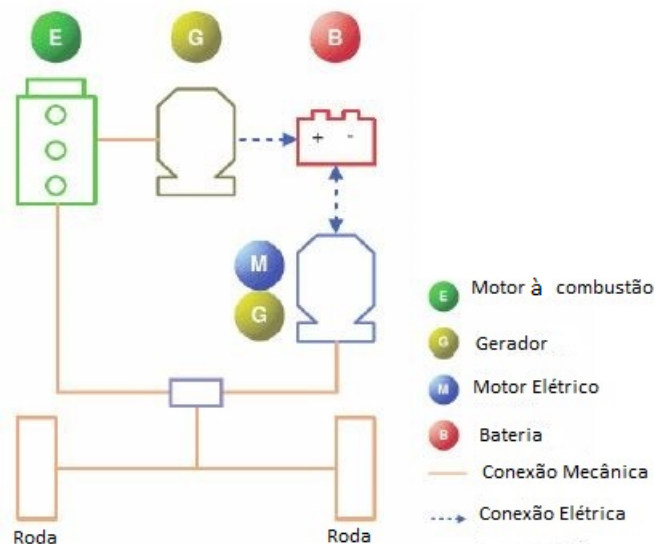 E G B
+ -
M
G
E Motor à combustão
G Gerador
M Motor Elétrico
B Bateria
Conexão Mecânica
Conexão Elétrica
Roda Roda